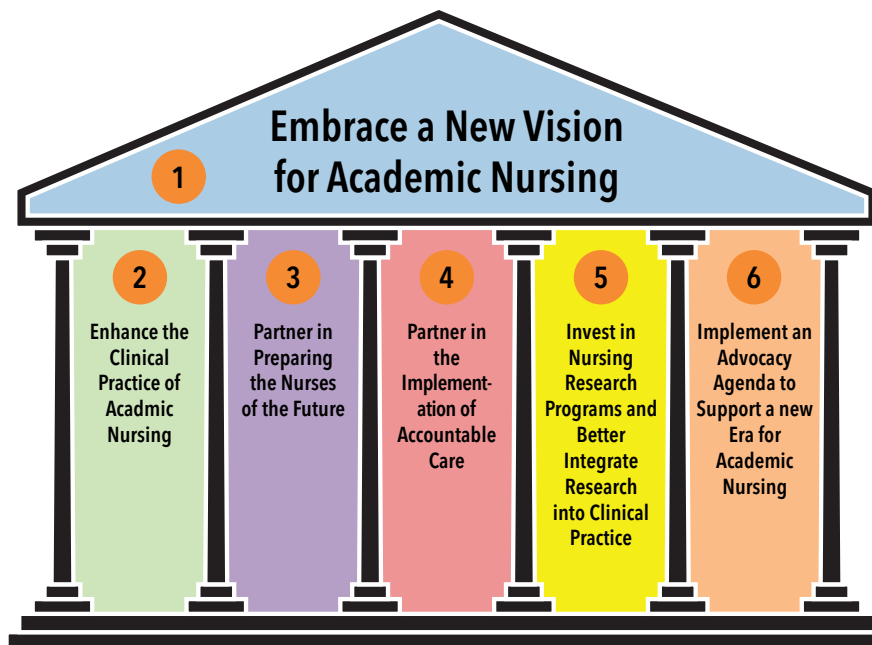 Embrace a New Vision
for Academic Nursing
1
2
Enhance the
Clinical
Practice of
Acadmic
Nursing
3
Partner in
Preparing
the Nurses
of the Future
4
Partner in
the
Implement-
ation of
Accountable
Care
5
Invest in
Nursing
Research
Programs and
Better
Integrate
Research
into Clinical
Practice
6
Implement an
Advocacy
Agenda to
Support a new
Era for
Academic
Nursing